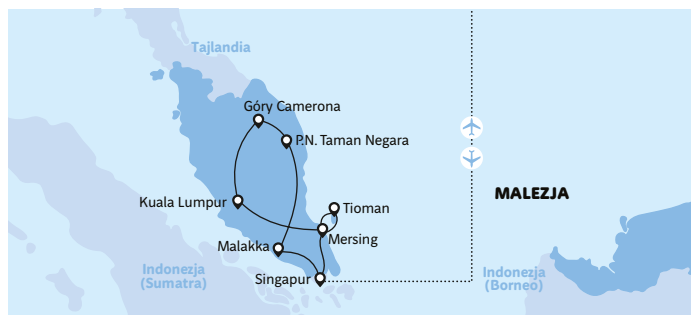 Tajlandia
Góry Camerona
P.N. Taman Negara
MALEZJA
Kuala Lumpur
Tioman
Mersing
Malakka
Indonezja
(Sumatra)
Singapur
Indonezja
(Borneo)